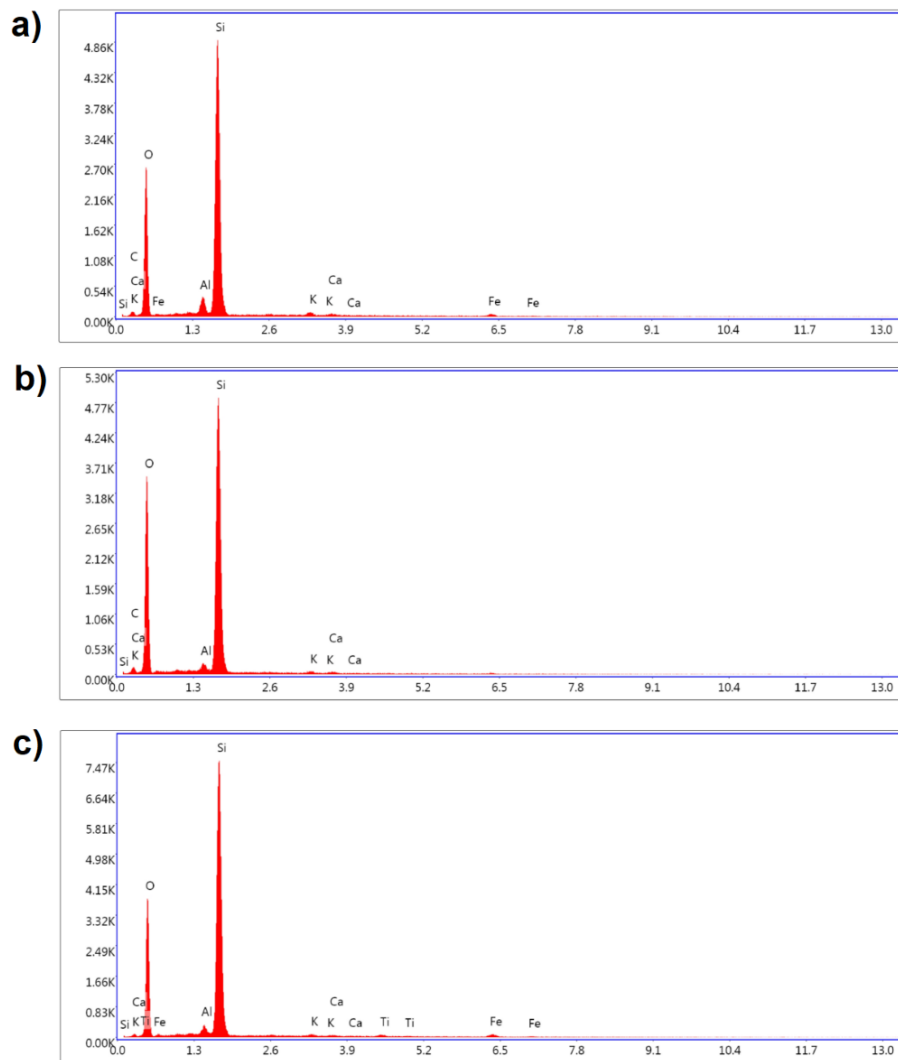 a)
Si
4.86K
4.32K
3.78K
3.24K
2.70K
O
2.16K
1.62K
1.08K
C
0.54K
Ca
Al
Ca
K
Si
Fe
K
K
Ca
Fe
Fe
0.00K
0.0 1.3 2.6 3.9 5.2 6.5 7.8 9.1 10.4 11.7 13.0
b)
5.30K
Si
4.77K
4.24K
3.71K
O
3.18K
2.65K
2.12K
1.59K
1.06K
C
0.53K
Ca
Ca
K
Al
Si
K
K
Ca
0.00K
0.0 1.3 2.6 3.9 5.2 6.5 7.8 9.1 10.4 11.7 13.0
c)
Si
7.47K
6.64K
5.81K
4.98K
4.15K
O
3.32K
2.49K
1.66K
0.83K
Ca
Ca
Al
Si
K
Ti
Fe
K
K
Ca
Ti
Ti
Fe
Fe
0.00K
0.0 1.3 2.6 3.9 5.2 6.5 7.8 9.1 10.4 11.7 13.0